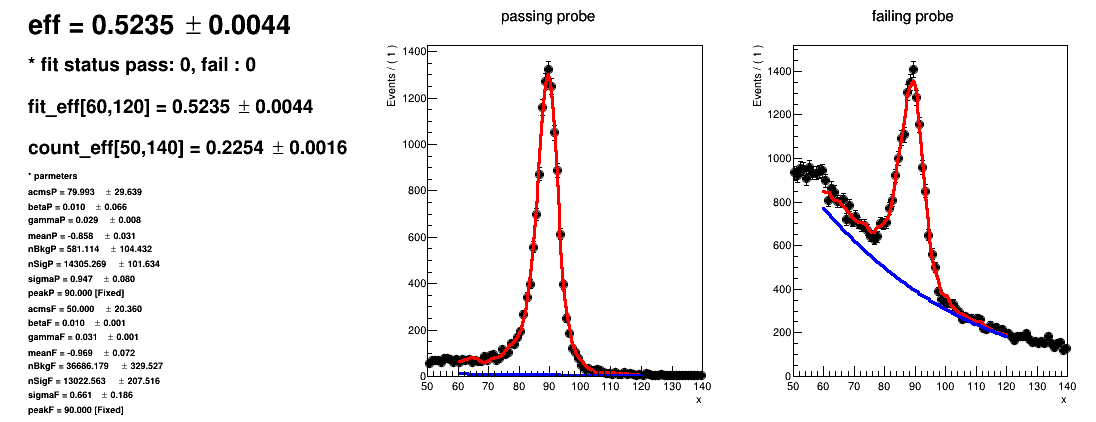 eff = 0.5235 ± 0.0044
* fit status pass: 0, fail : 0
fit_eff[60,120] = 0.5235 ± 0.0044
count_eff[50,140] = 0.2254 ± 0.0016
* parmeters
acmsP = 79.993 ± 29.639
betaP = 0.010 ± 0.066
gammaP = 0.029 ± 0.008
meanP = -0.858 ± 0.031
nBkgP = 581.114 ± 104.432
nSigP = 14305.269 ± 101.634
sigmaP = 0.947 ± 0.080
peakP = 90.000 [Fixed]
acmsF = 50.000 ± 20.360
betaF = 0.010 ± 0.001
gammaF = 0.031 ± 0.001
meanF = -0.969 ± 0.072
nBkgF = 36686.179 ± 329.527
nSigF = 13022.563 ± 207.516
sigmaF = 0.661 ± 0.186
peakF = 90.000 [Fixed]
passing probe
Events / ( 1 )
1400
1200
1000
800
600
400
200
0
50 60 70 80 90 100 110 120 130 140
x
failing probe
Events / ( 1 )
1400
1200
1000
800
600
400
200
0
50 60 70 80 90 100 110 120 130 140
x